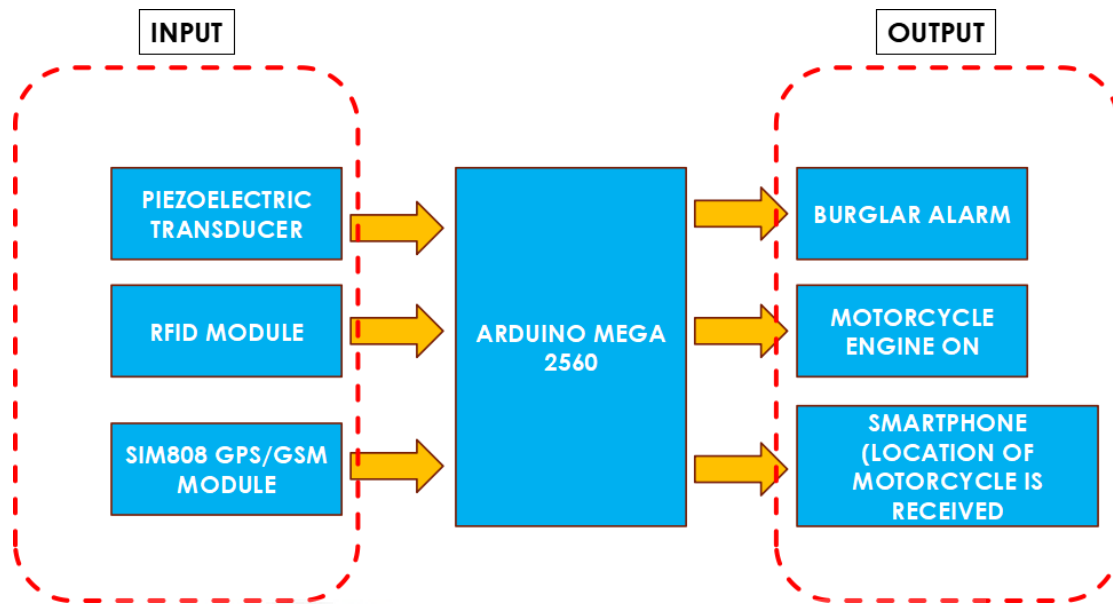 INPUT
OUTPUT
PIEZOELECTRIC
TRANSDUCER
RFID MODULE
SIM808 GPS/GSM
MODULE
ARDUINO MEGA
2560
BURGLAR ALARM
MOTORCYCLE
ENGINE ON
SMARTPHONE
(LOCATION OF
MOTORCYCLE IS
RECEIVED